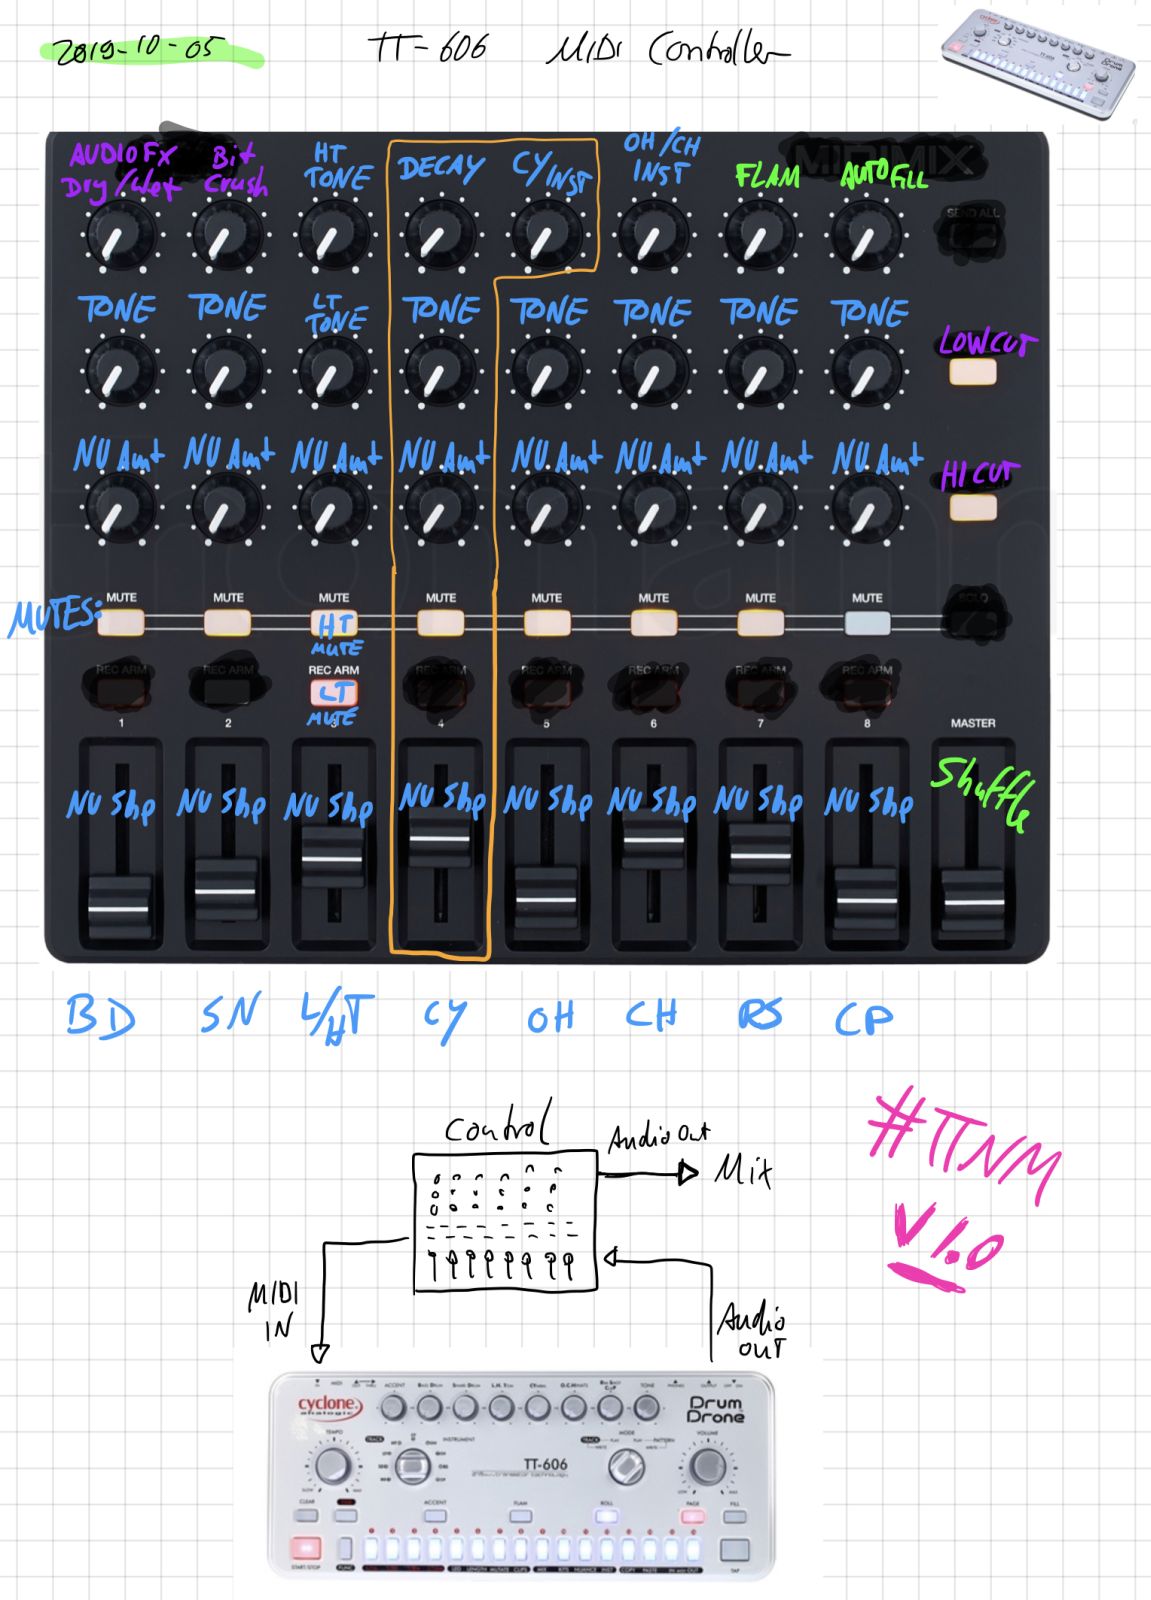 2019-10-05 TT-606 MIDI Controller
AUDIO FX Bit HT DECAY CY INST OH/CH FLAM AUTO FILL
Dry/Wet Crush TONE INST
MIDIMIX
SEND ALL
TONE TONE LT TONE TONE TONE TONE TONE TONE
LOWCUT
NU Amt NU Amt NU Amt NU Amt NU Amt NU Amt NU Amt NU Amt
HI CUT
MUTE MUTE MUTE MUTE MUTE MUTE MUTE MUTE
MUTES: HT MUTE SOLO
REC ARM REC ARM REC ARM REC ARM REC ARM REC ARM REC ARM REC ARM
LT MUTE
1 2 3 4 5 6 7 8 MASTER
NU Shp NU Shp NU Shp NU Shp NU Shp NU Shp NU Shp NU Shp Shuffle
BD SN L/HT CY OH CH RS CP
Control
Audio Out
Mix
#TTNM
V1.0
MIDI
IN
Audio
OUT
ACCENT BASS DRUM SNARE DRUM L.H. TOM CYMBAL O.C.HIHATS TONE
cyclone
analogic
Drum
Drone
TEMPO INSTRUMENT MODE VOLUME
TRACK
PATTERN
TT-606
CLEAR ACCENT FLAM ROLL PAGE FILL
START/STOP FUNC TAP